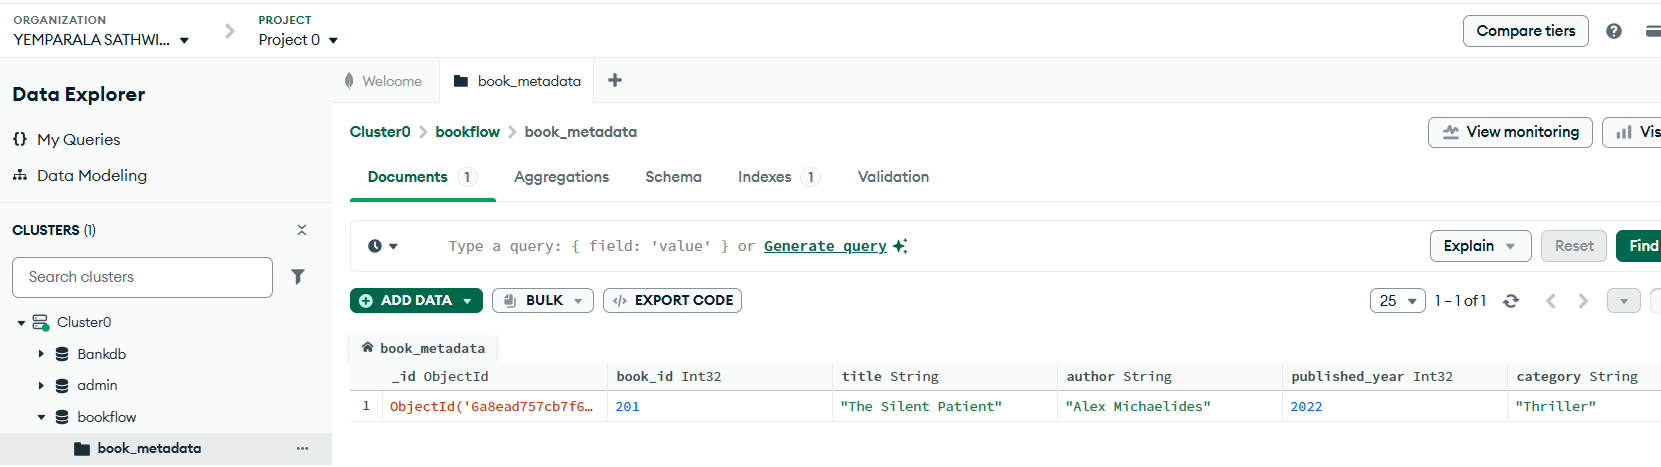 ORGANIZATION
YEMPARALA SATHWI...
PROJECT
Project 0
Compare tiers
Data Explorer
My Queries
Data Modeling
CLUSTERS (1)
Search clusters
Cluster0
Bankdb
admin
bookflow
book_metadata
Welcome
book_metadata
Cluster0 > bookflow > book_metadata
View monitoring
Vis
Documents 1 Aggregations Schema Indexes 1 Validation
Type a query: { field: 'value' } or Generate query
Explain Reset Find
ADD DATA BULK EXPORT CODE
25 1 – 1 of 1
book_metadata
_id ObjectId book_id Int32 title String author String published_year Int32 category String
1 ObjectId('6a8ead757cb7f6... 201 "The Silent Patient" "Alex Michaelides" 2022 "Thriller"